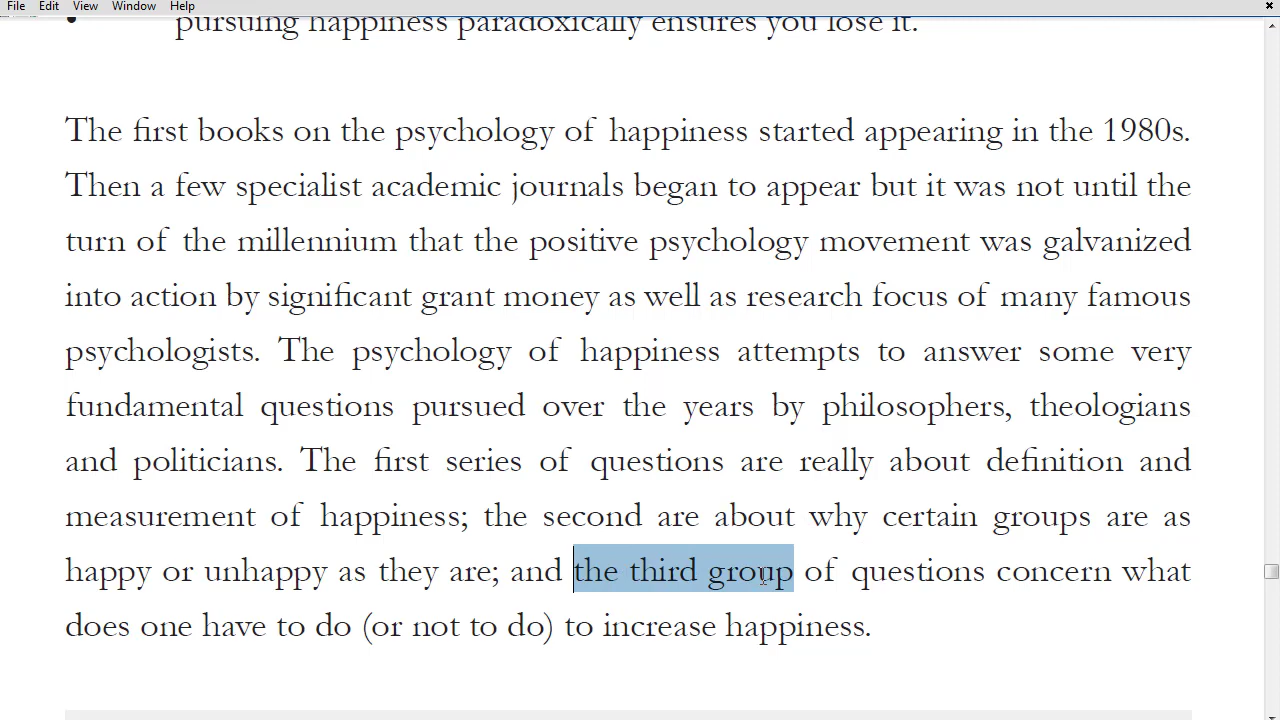 File Edit View Window Help
pursuing happiness paradoxically ensures you lose it.
The first books on the psychology of happiness started appearing in the 1980s.
Then a few specialist academic journals began to appear but it was not until the
turn of the millennium that the positive psychology movement was galvanized
into action by significant grant money as well as research focus of many famous
psychologists. The psychology of happiness attempts to answer some very
fundamental questions pursued over the years by philosophers, theologians
and politicians. The first series of questions are really about definition and
measurement of happiness; the second are about why certain groups are as
happy or unhappy as they are; and the third group of questions concern what
does one have to do (or not to do) to increase happiness.